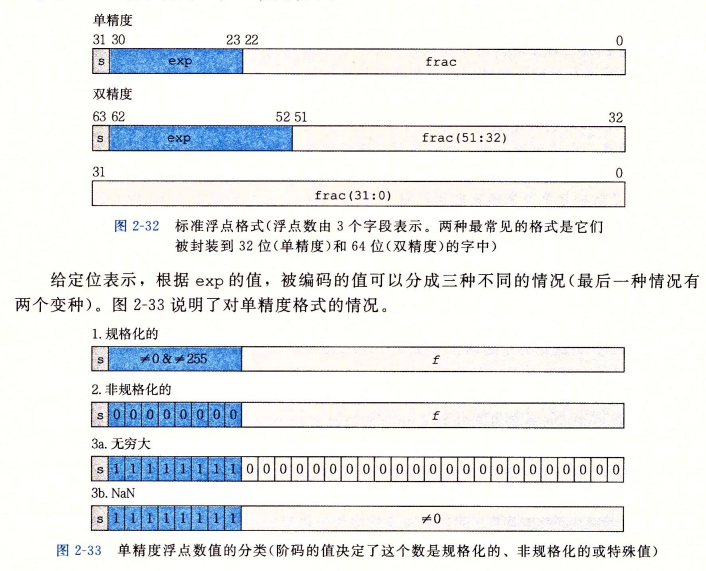 单精度
31 30 23 22 0
s exp frac
双精度
63 62 52 51 32
s exp frac(51:32)
31 0
frac(31:0)
图 2-32 标准浮点格式(浮点数由 3 个字段表示。两种最常见的格式是它们
被封装到 32 位(单精度)和 64 位(双精度)的字中)
给定位表示，根据 exp 的值，被编码的值可以分成三种不同的情况(最后一种情况有
两个变种)。图 2-33 说明了对单精度格式的情况。
1. 规格化的
s ≠0 & ≠255 f
2. 非规格化的
s 0 0 0 0 0 0 0 0 f
3a. 无穷大
s 1 1 1 1 1 1 1 1 0 0 0 0 0 0 0 0 0 0 0 0 0 0 0 0 0 0 0 0 0 0 0
3b. NaN
s 1 1 1 1 1 1 1 1 ≠0
图 2-33 单精度浮点数值的分类(阶码的值决定了这个数是规格化的、非规格化的或特殊值)